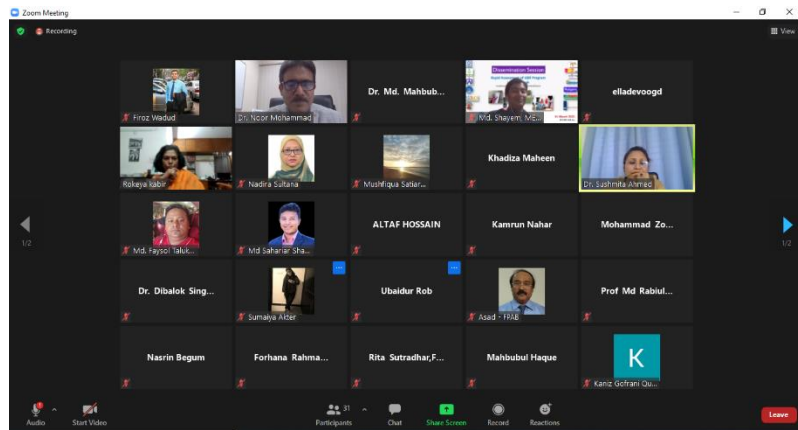 Zoom Meeting
Recording
View
Firoz Wadud
Dr. Noor Mohammad
Dr. Md. Mahbub...
Dissemination Session
Md. Shayem, ME...
elladevoogd
Rokeya kabir
Nadira Sultana
Mushfiqua Satiar...
Khadiza Maheen
Dr. Sushmita Ahmed
Md. Faysol Taluk...
Md Sahariar Sha...
ALTAF HOSSAIN
Kamrun Nahar
Mohammad Zo...
1/2
1/2
Dr. Dibalok Sing...
Sumaiya Akter
Ubaidur Rob
Asad - FPAB
Prof Md Rabiul...
Nasrin Begum
Forhana Rahma...
Rita Sutradhar,F...
Mahbubul Haque
K
Kaniz Gofrani Qu...
Audio
Start Video
31
Participants
Chat
Share Screen
Record
Reactions
Leave